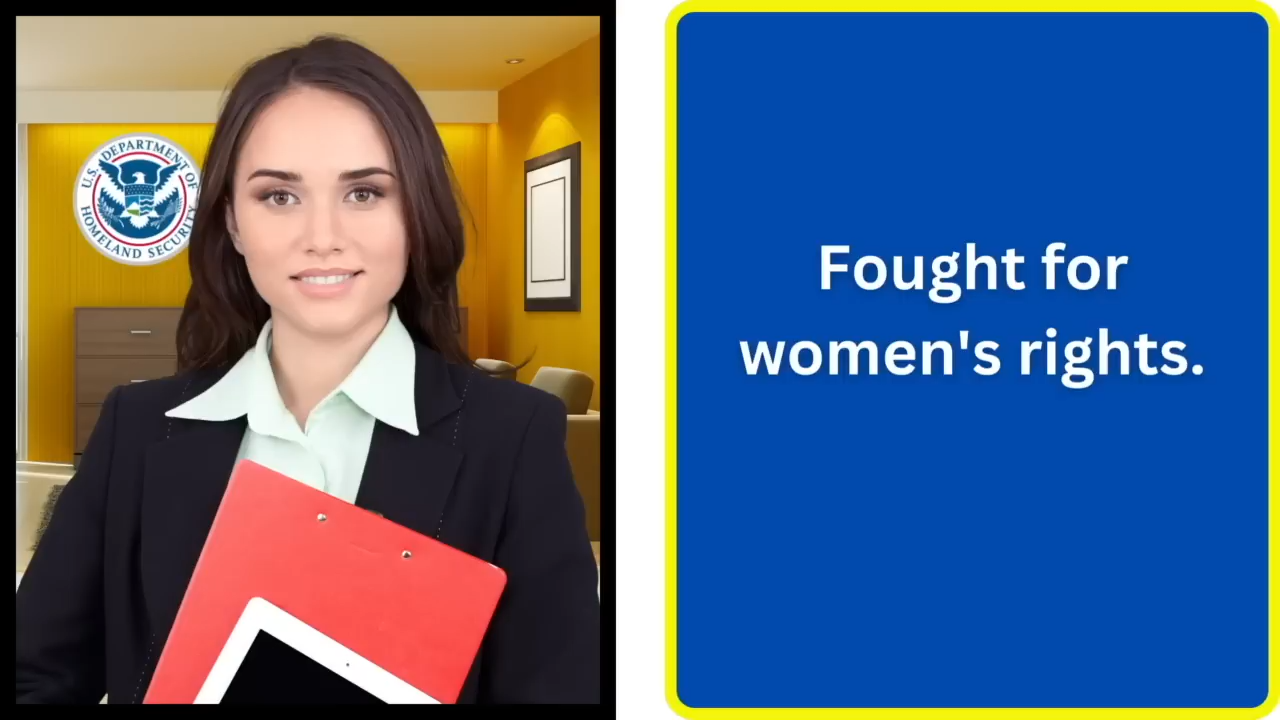 U.S. DEPARTMENT OF
HOMELAND SECURITY
Fought for
women's rights.